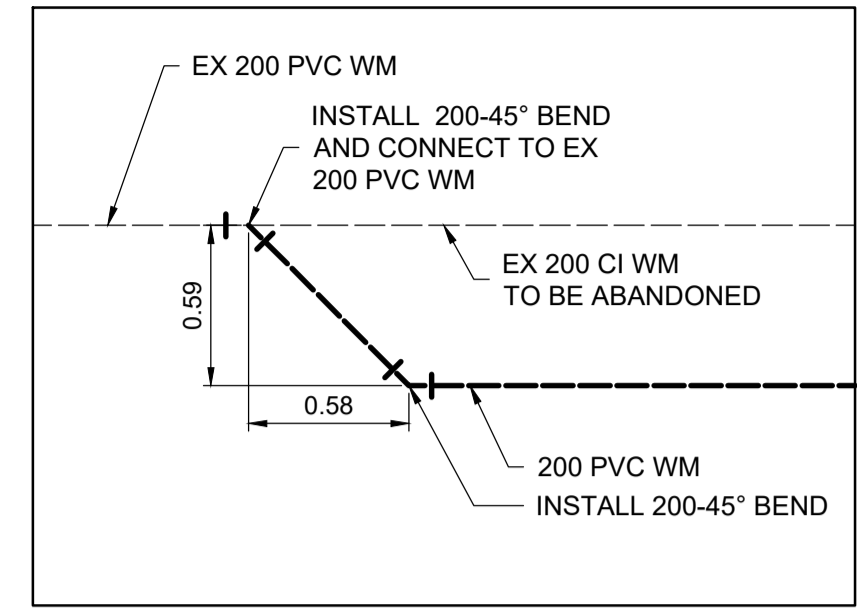 EX 200 PVC WM
INSTALL 200-45° BEND
AND CONNECT TO EX
200 PVC WM
EX 200 CI WM
TO BE ABANDONED
0.59
0.58
200 PVC WM
INSTALL 200-45° BEND